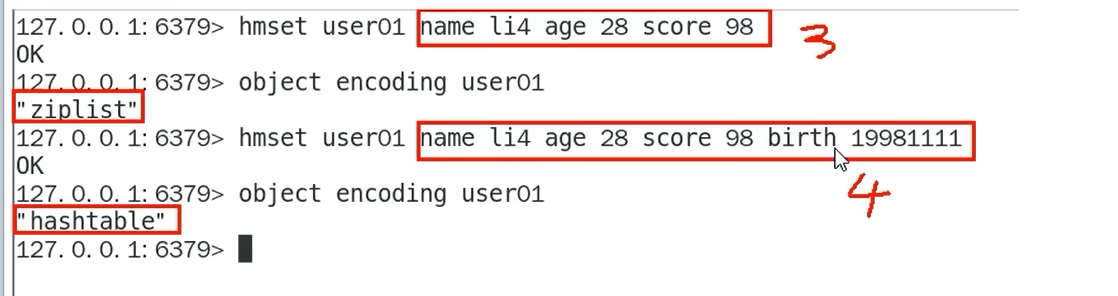 127.0.0.1:6379> hmset user01 name li4 age 28 score 98
3
OK
127.0.0.1:6379> object encoding user01
"ziplist"
127.0.0.1:6379> hmset user01 name li4 age 28 score 98 birth 19981111
OK
4
127.0.0.1:6379> object encoding user01
"hashtable"
127.0.0.1:6379>